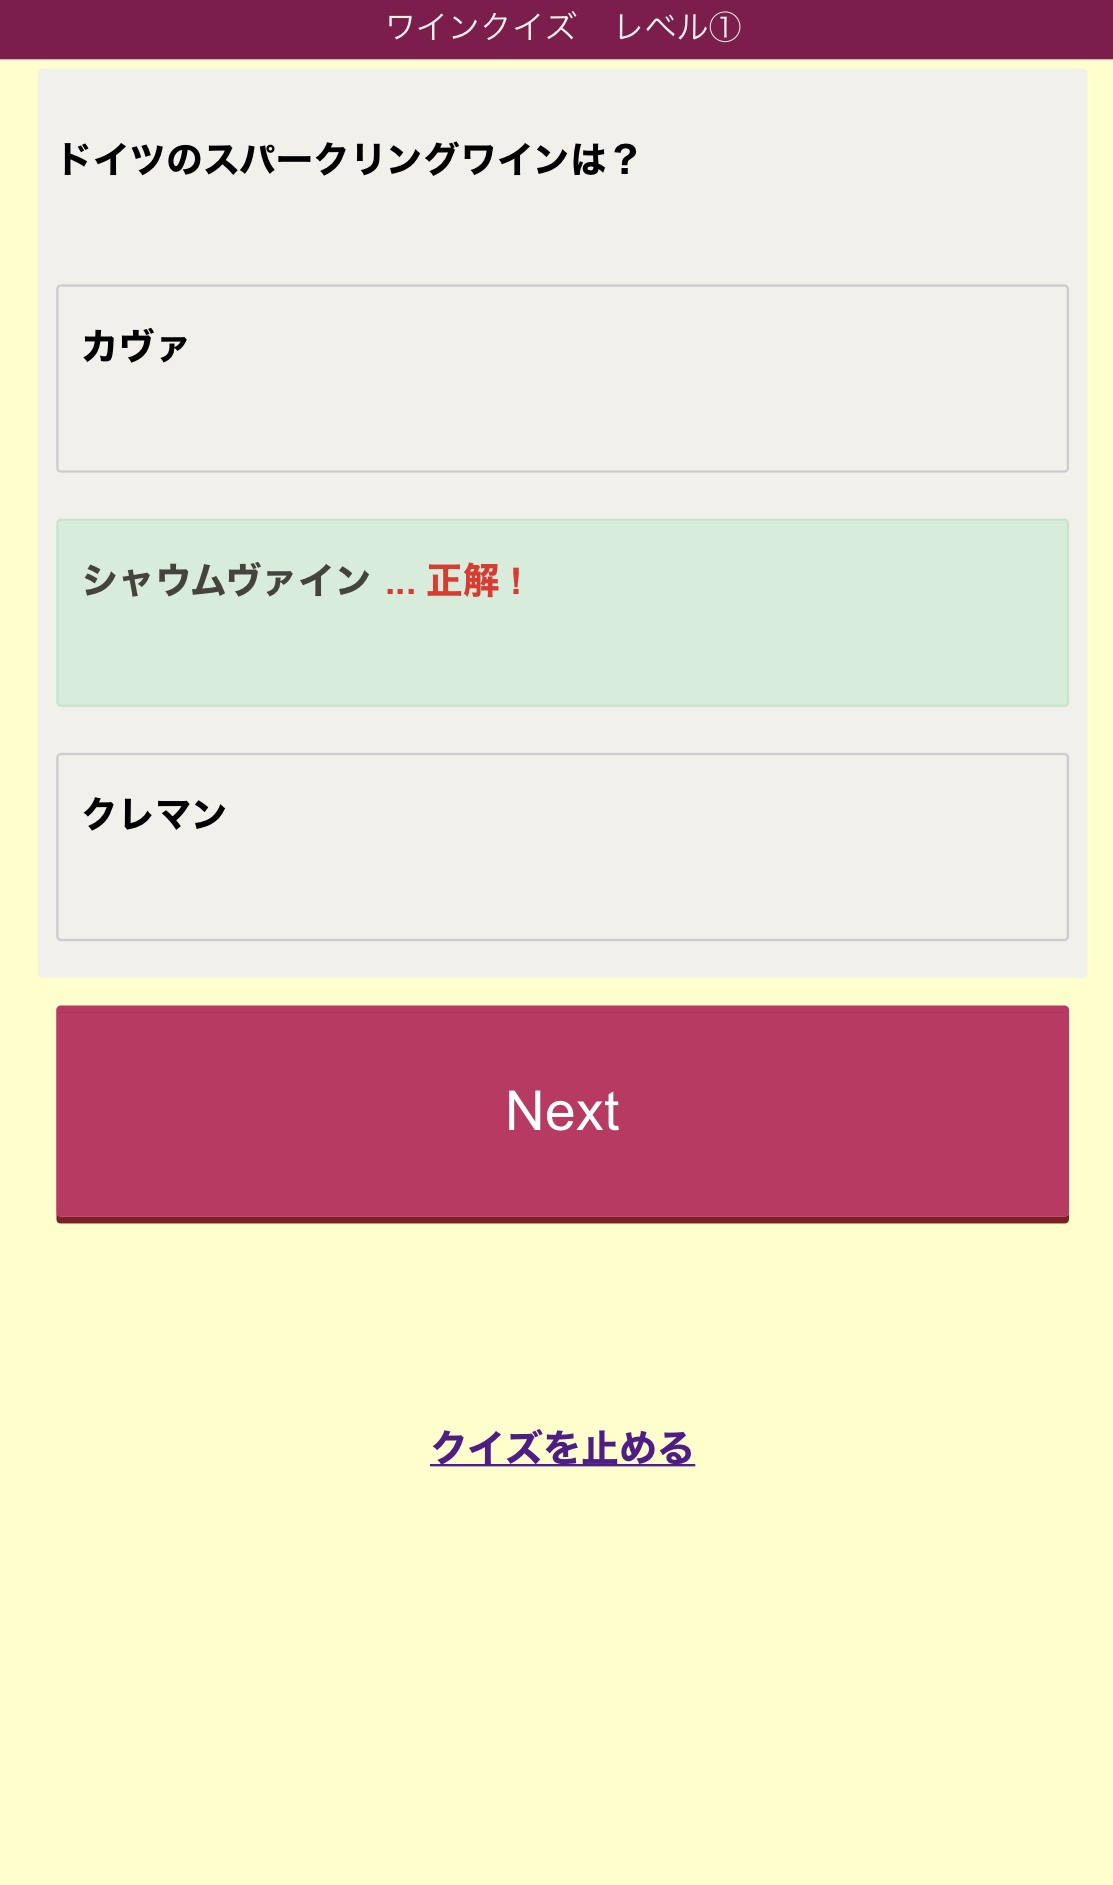 ワインクイズ　レベル①
ドイツのスパークリングワインは？
カヴァ
シャウムヴァイン ... 正解！
クレマン
Next
クイズを止める